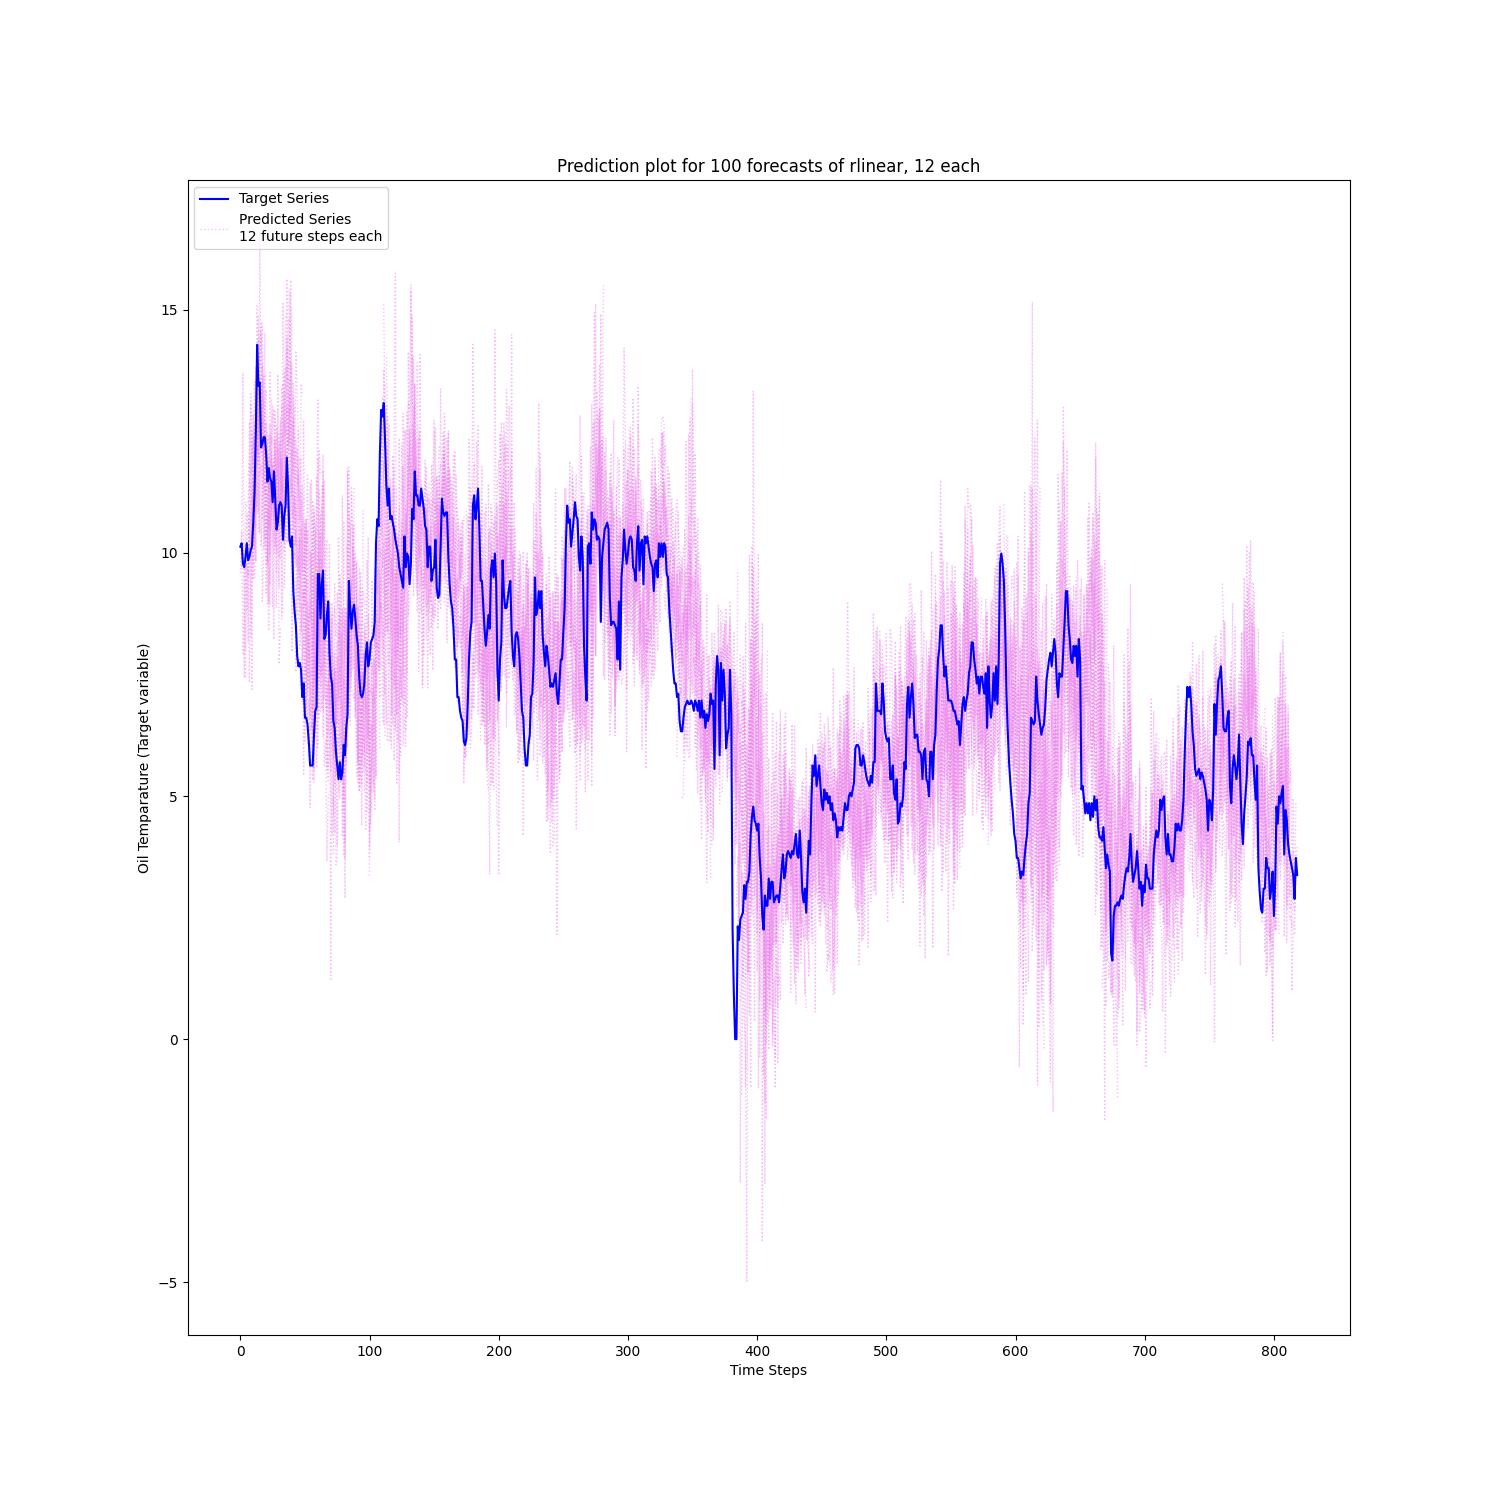 Prediction plot for 100 forecasts of rlinear, 12 each
Target Series
Predicted Series
12 future steps each
15
10
5
0
−5
Oil Temparature (Target variable)
0 100 200 300 400 500 600 700 800
Time Steps